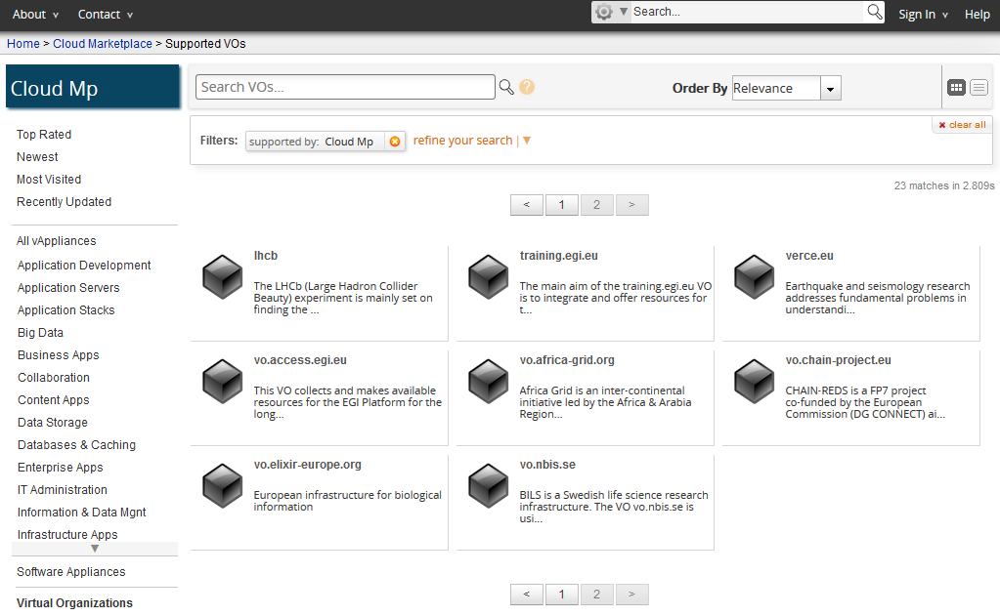 About ∨ Contact ∨ Search... Sign In ∨ Help
Home > Cloud Marketplace > Supported VOs
Cloud Mp
Search VOs...
?
Order By Relevance
Top Rated
Newest
Most Visited
Recently Updated
All vAppliances
Application Development
Application Servers
Application Stacks
Big Data
Business Apps
Collaboration
Content Apps
Data Storage
Databases & Caching
Enterprise Apps
IT Administration
Information & Data Mgnt
Infrastructure Apps
▼
Software Appliances
Virtual Organizations
× clear all
Filters: supported by: Cloud Mp refine your search | ▼
23 matches in 2.809s
< 1 2 >
lhcb
The LHCb (Large Hadron Collider
Beauty) experiment is mainly set on
finding the ...
training.egi.eu
The main aim of the training.egi.eu VO
is to integrate and offer resources for
t...
verce.eu
Earthquake and seismology research
addresses fundamental problems in
understandi...
vo.access.egi.eu
This VO collects and makes available
resources for the EGI Platform for the
long...
vo.africa-grid.org
Africa Grid is an inter-continental
initiative led by the Africa & Arabia
Region...
vo.chain-project.eu
CHAIN-REDS is a FP7 project
co-funded by the European
Commission (DG CONNECT) ai...
vo.elixir-europe.org
European infrastructure for biological
information
vo.nbis.se
BILS is a Swedish life science research
infrastructure. The VO vo.nbis.se is
usi...
< 1 2 >